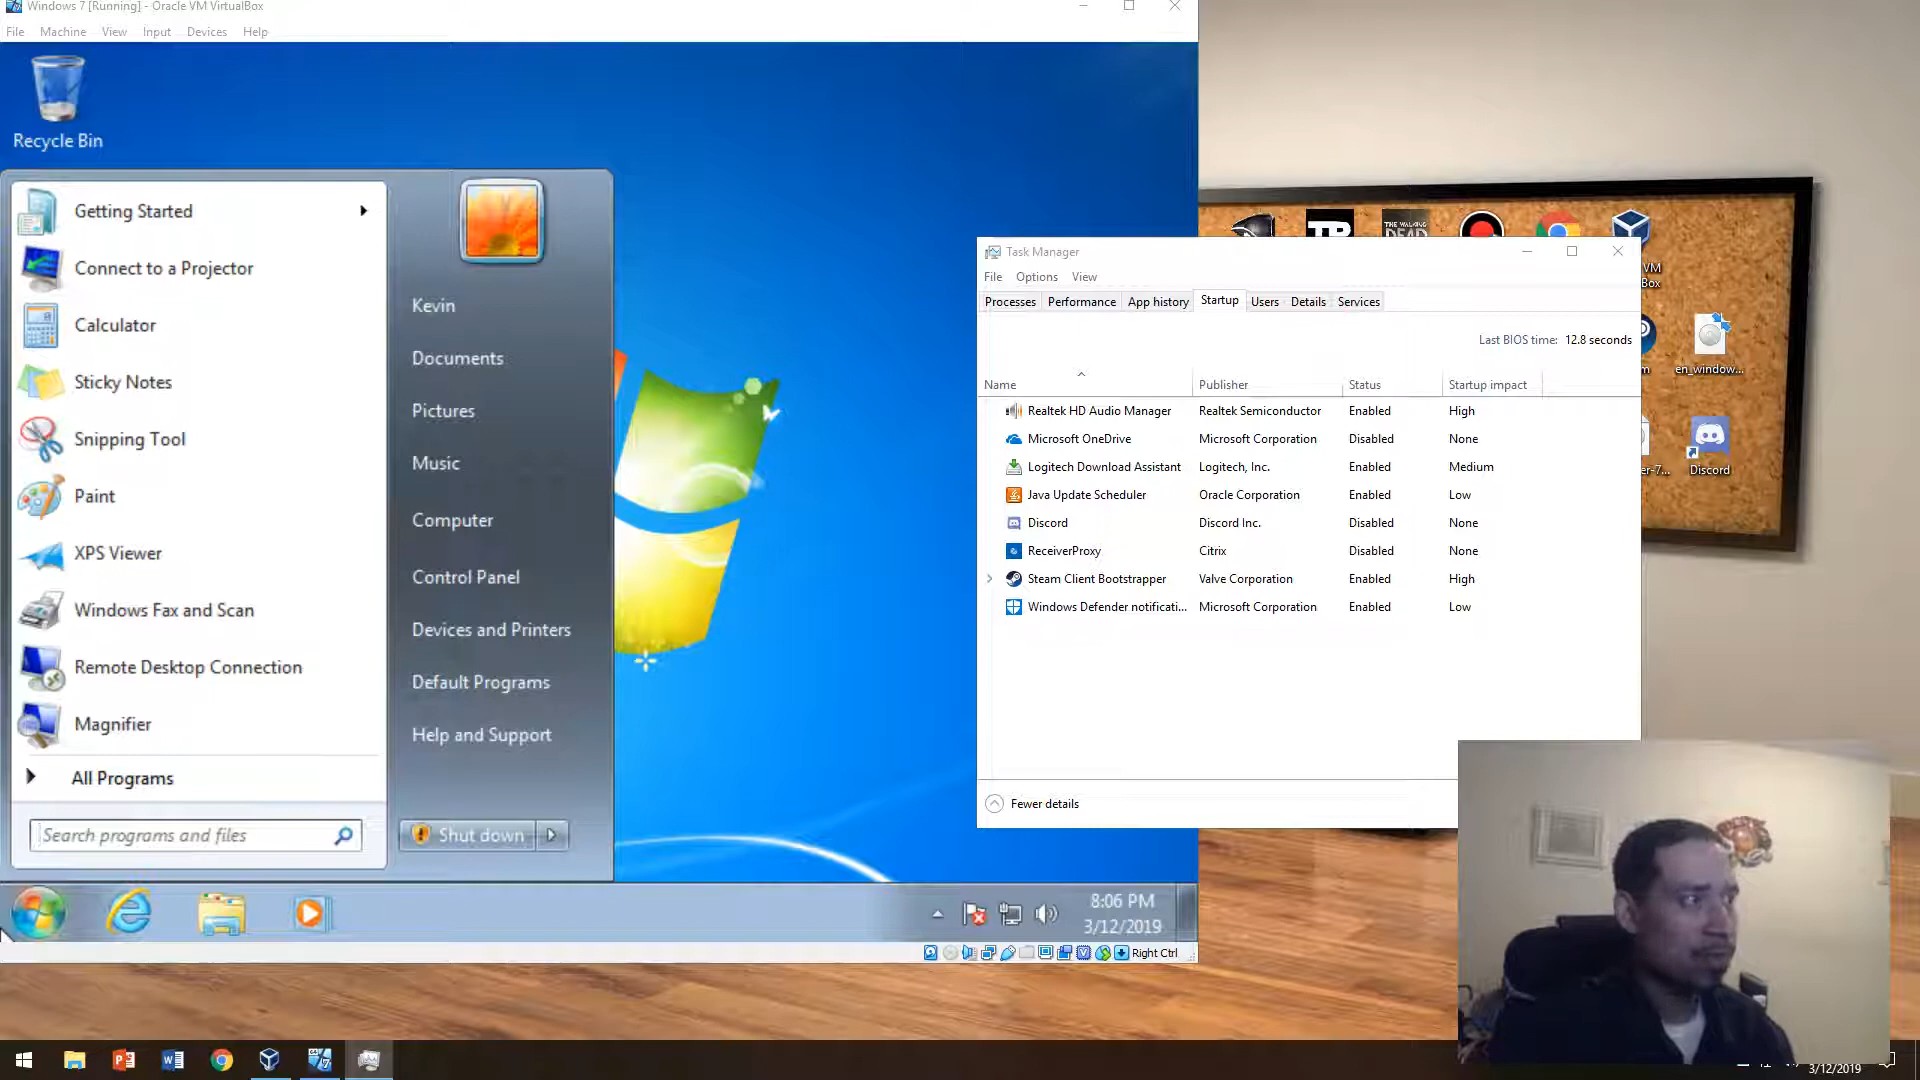 Windows 7 [Running] - Oracle VM VirtualBox
File Machine View Input Devices Help
Recycle Bin
Getting Started
Connect to a Projector
Calculator
Sticky Notes
Snipping Tool
Paint
XPS Viewer
Windows Fax and Scan
Remote Desktop Connection
Magnifier
All Programs
Search programs and files
Kevin
Documents
Pictures
Music
Computer
Control Panel
Devices and Printers
Default Programs
Help and Support
Shut down
8:06 PM
3/12/2019
Right Ctrl
THE WALKING
DEAD
VM
Box
en_window...
er-7...
Discord
Task Manager
File Options View
Processes Performance App history Startup Users Details Services
Last BIOS time: 12.8 seconds
Name Publisher Status Startup impact
Realtek HD Audio Manager Realtek Semiconductor Enabled High
Microsoft OneDrive Microsoft Corporation Disabled None
Logitech Download Assistant Logitech, Inc. Enabled Medium
Java Update Scheduler Oracle Corporation Enabled Low
Discord Discord Inc. Disabled None
ReceiverProxy Citrix Disabled None
Steam Client Bootstrapper Valve Corporation Enabled High
Windows Defender notificati... Microsoft Corporation Enabled Low
Fewer details
3/12/2019